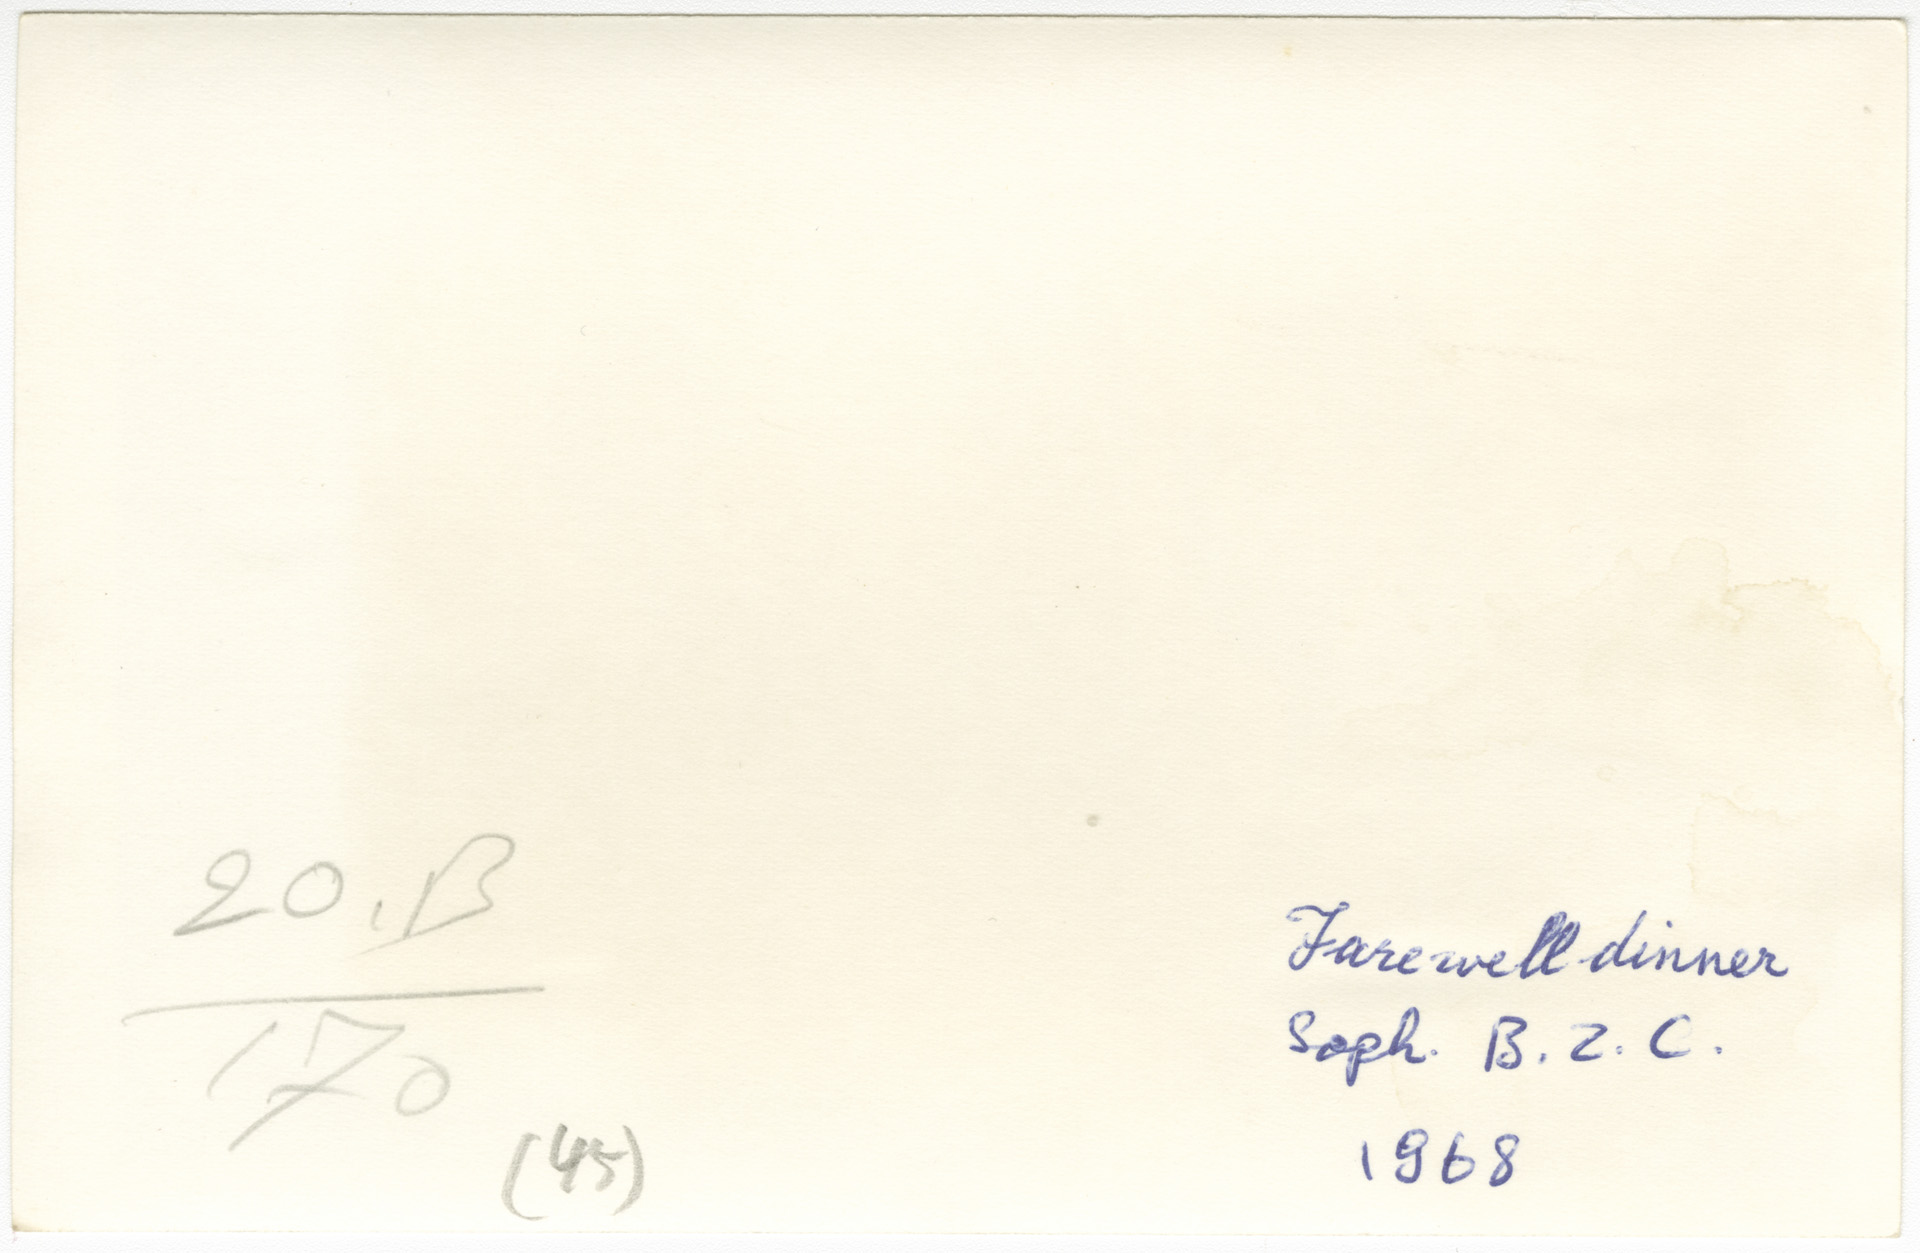 20.B
170
(45)
Farewell dinner
Soph. B. Z. C.
1968